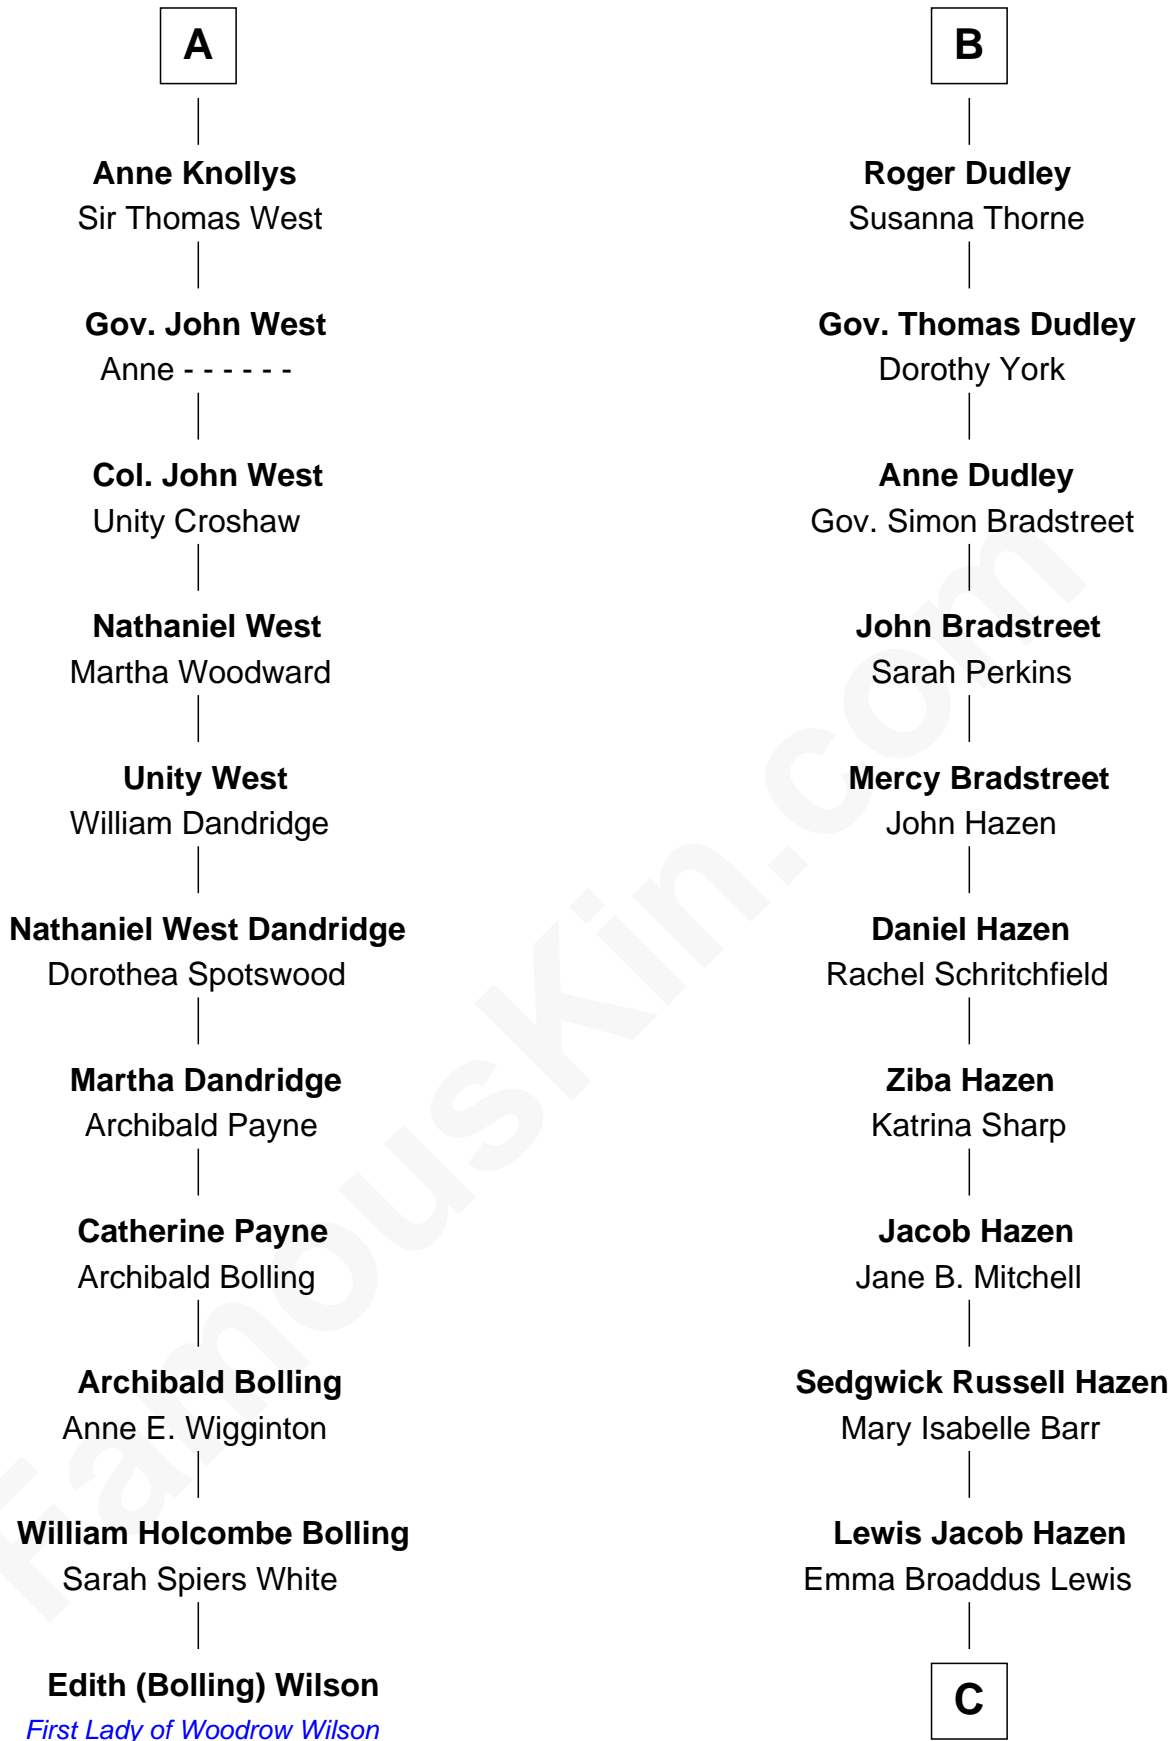 A
Anne Knollys
Sir Thomas West
Gov. John West
Anne - - - - - -
Col. John West
Unity Croshaw
Nathaniel West
Martha Woodward
Unity West
William Dandridge
Nathaniel West Dandridge
Dorothea Spotswood
Martha Dandridge
Archibald Payne
Catherine Payne
Archibald Bolling
Archibald Bolling
Anne E. Wigginton
William Holcombe Bolling
Sarah Spiers White
Edith (Bolling) Wilson
First Lady of Woodrow Wilson
B
Roger Dudley
Susanna Thorne
Gov. Thomas Dudley
Dorothy York
Anne Dudley
Gov. Simon Bradstreet
John Bradstreet
Sarah Perkins
Mercy Bradstreet
John Hazen
Daniel Hazen
Rachel Schritchfield
Ziba Hazen
Katrina Sharp
Jacob Hazen
Jane B. Mitchell
Sedgwick Russell Hazen
Mary Isabelle Barr
Lewis Jacob Hazen
Emma Broaddus Lewis
C
FamousKin.com